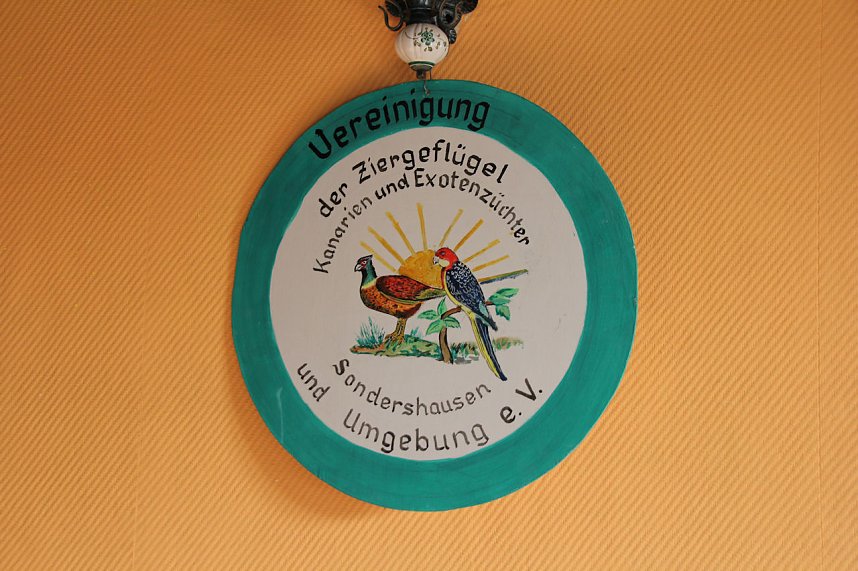 Vereinigung
der Ziergeflügel
Kanarien und Exotenzüchter
Sondershausen
und Umgebung e.V.